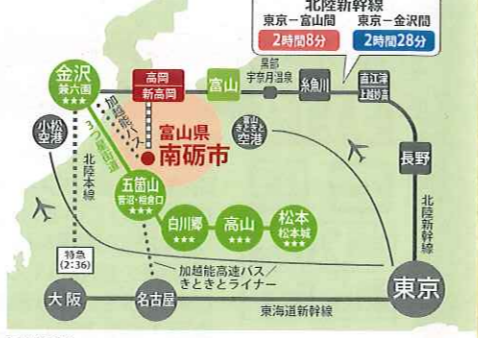 北陸新幹線
東京－富山間
東京－金沢間
2時間8分
2時間28分
金沢
兼六園
★★★
高岡
新高岡
富山
黒部
宇奈月温泉
糸魚川
直江津
上越妙高
小松
空港
3つ星街道
加越能バス
富山県
南砺市
富山
きときと
空港
長野
北陸本線
五箇山
菅沼・相倉口
★★★
白川郷
★★★
高山
★★★
松本
松本城
★★★
北陸新幹線
特急
(2:36)
加越能高速バス／
きときとライナー
東京
大阪
名古屋
東海道新幹線